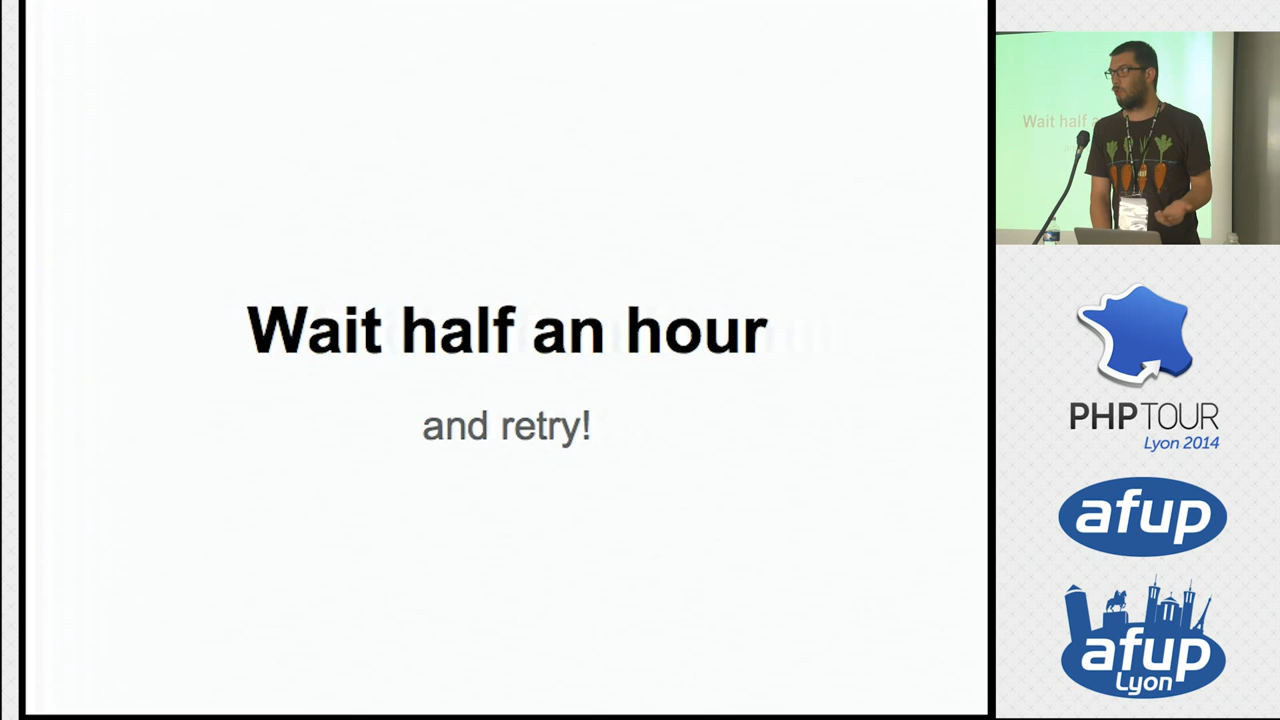 Wait half an hour
and retry!
Wait half a
PHPTOUR
Lyon 2014
afup
afup
Lyon